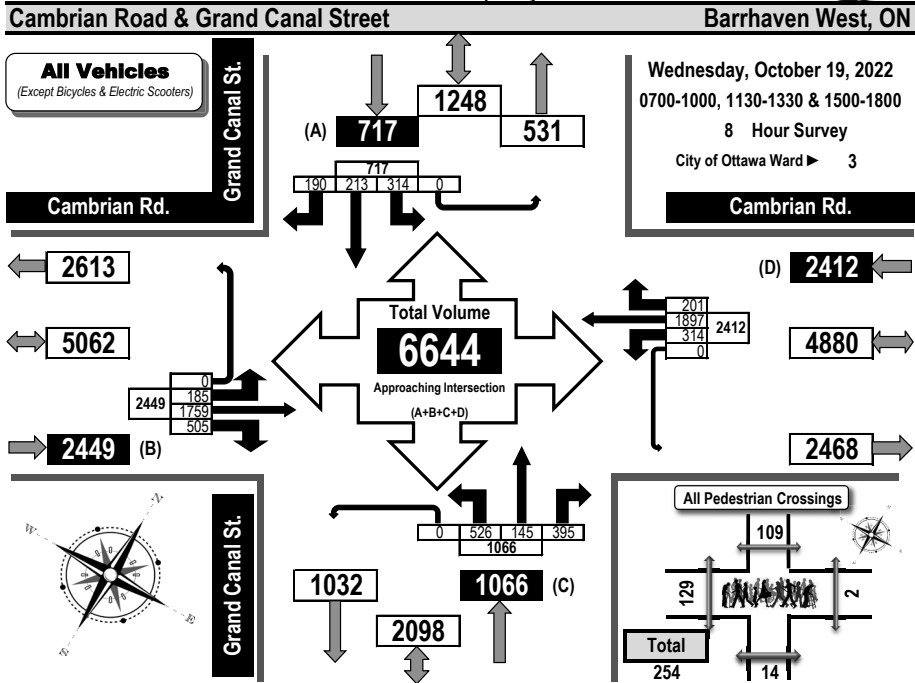 Cambrian Road & Grand Canal Street
Barrhaven West, ON
All Vehicles
(Except Bicycles & Electric Scooters)
Grand Canal St.
Cambrian Rd.
1248
(A) 717
531
Wednesday, October 19, 2022
0700-1000, 1130-1330 & 1500-1800
8 Hour Survey
City of Ottawa Ward ► 3
Cambrian Rd.
717
190 213 314 0
2613
(D) 2412
5062
Total Volume
6644
Approaching Intersection
(A+B+C+D)
201
1897
314
0
2412
4880
0
185
1759
505
2449
2449 (B)
2468
N
W
E
S
Grand Canal St.
0 526 145 395
1066
1032
1066 (C)
2098
All Pedestrian Crossings
109
129
2
Total
254
14